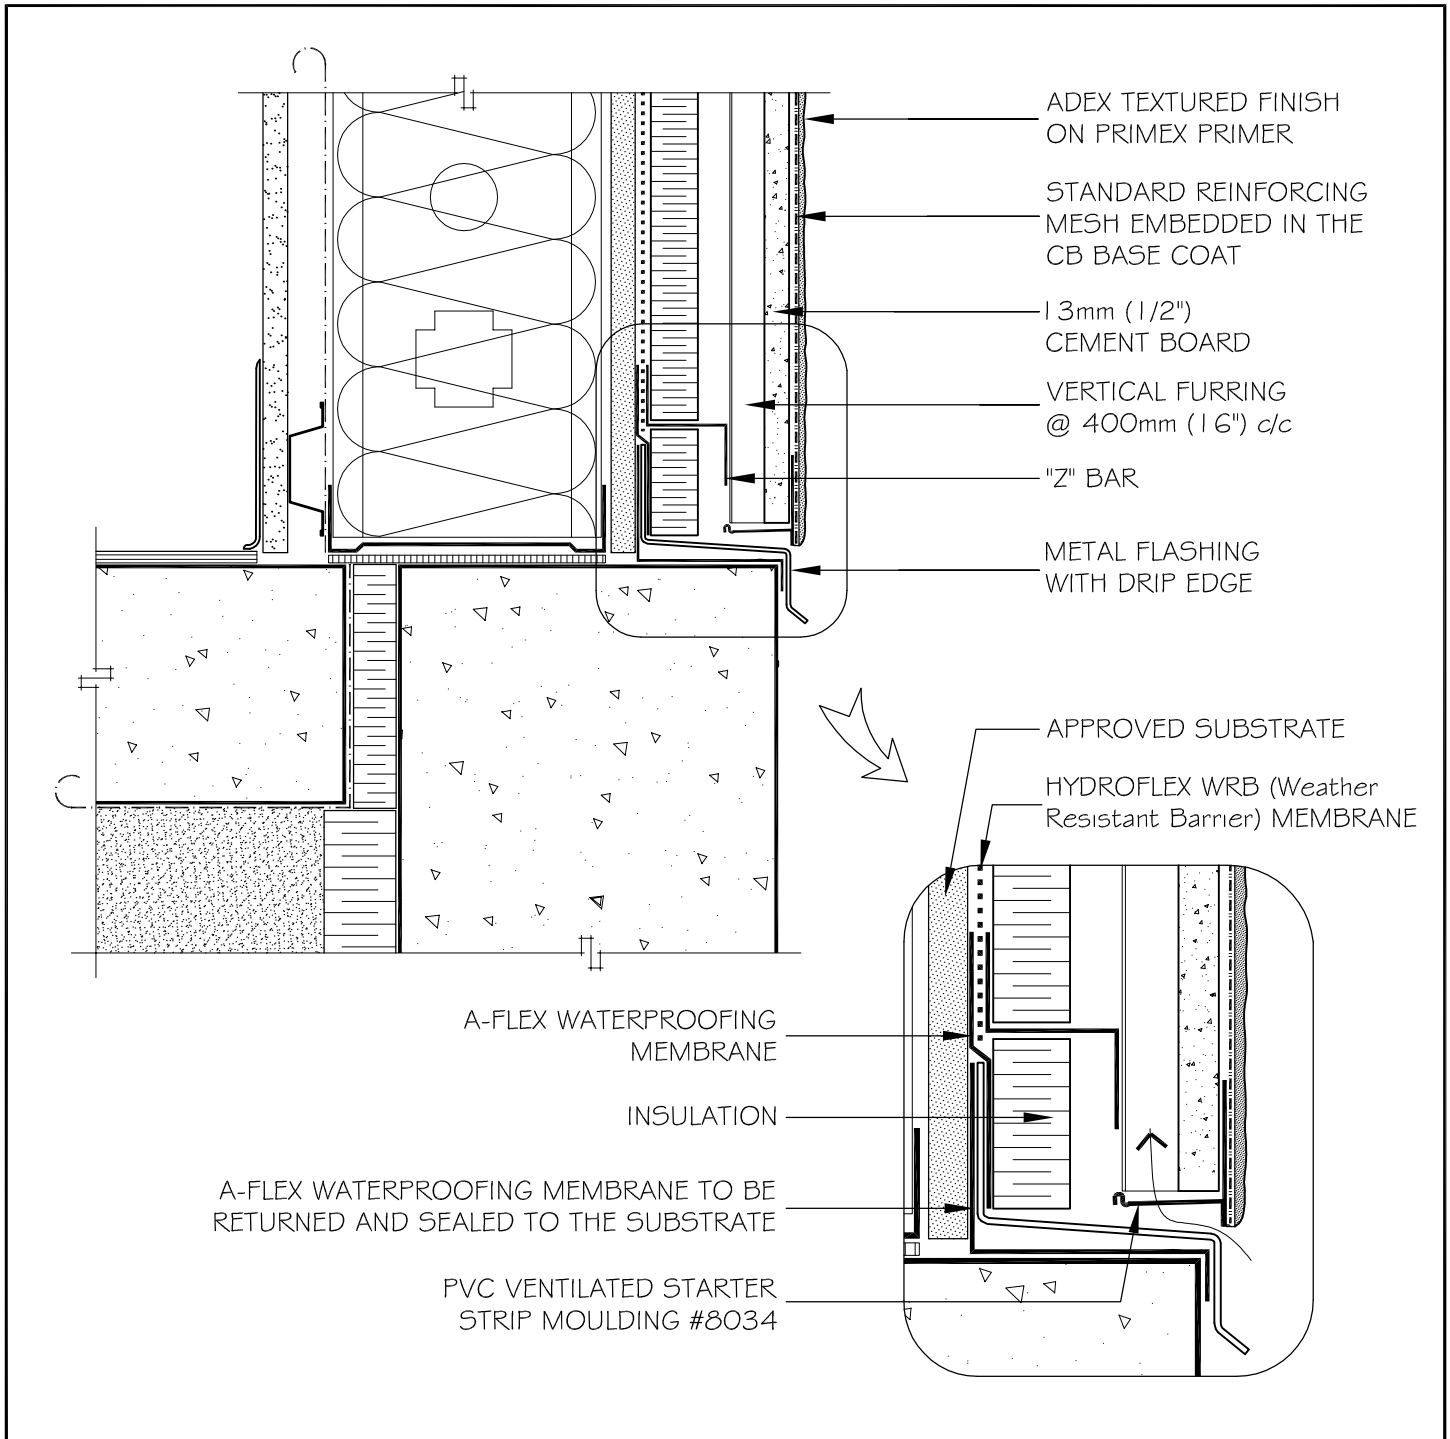 ADEX TEXTURED FINISH
ON PRIMEX PRIMER
STANDARD REINFORCING
MESH EMBEDDED IN THE
CB BASE COAT
13mm (1/2")
CEMENT BOARD
VERTICAL FURRING
@ 400mm (16") c/c
"Z" BAR
METAL FLASHING
WITH DRIP EDGE
APPROVED SUBSTRATE
HYDROFLEX WRB (Weather
Resistant Barrier) MEMBRANE
A-FLEX WATERPROOFING
MEMBRANE
INSULATION
A-FLEX WATERPROOFING MEMBRANE TO BE
RETURNED AND SEALED TO THE SUBSTRATE
PVC VENTILATED STARTER
STRIP MOULDING #8034